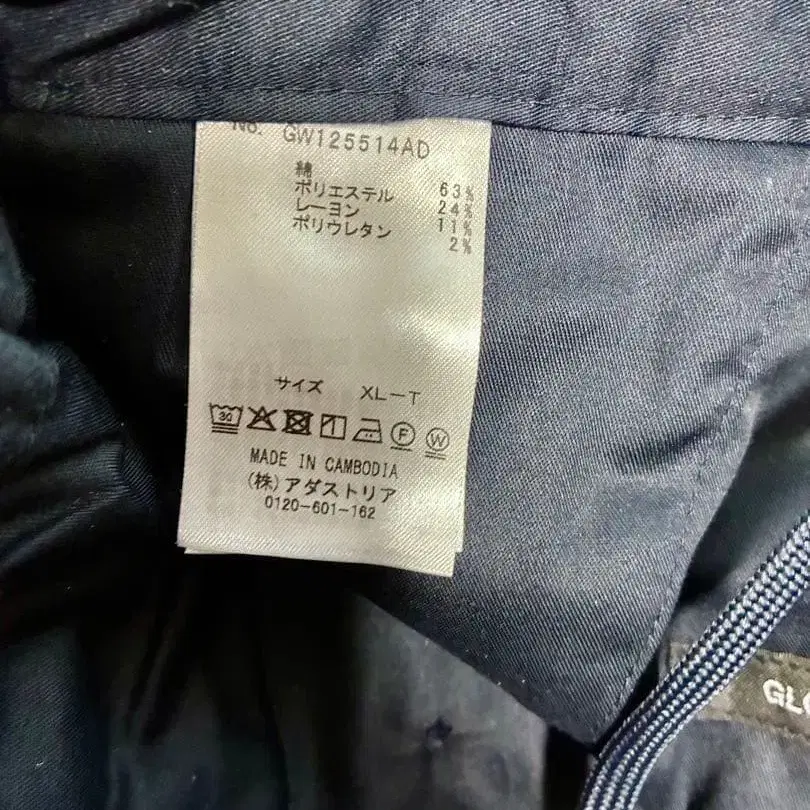 No. GW125514AD
綿 63%
ポリエステル 24%
レーヨン 11%
ポリウレタン 2%
サイズ XL-T
30
F W
MADE IN CAMBODIA
(株)アダストリア
0120-601-162